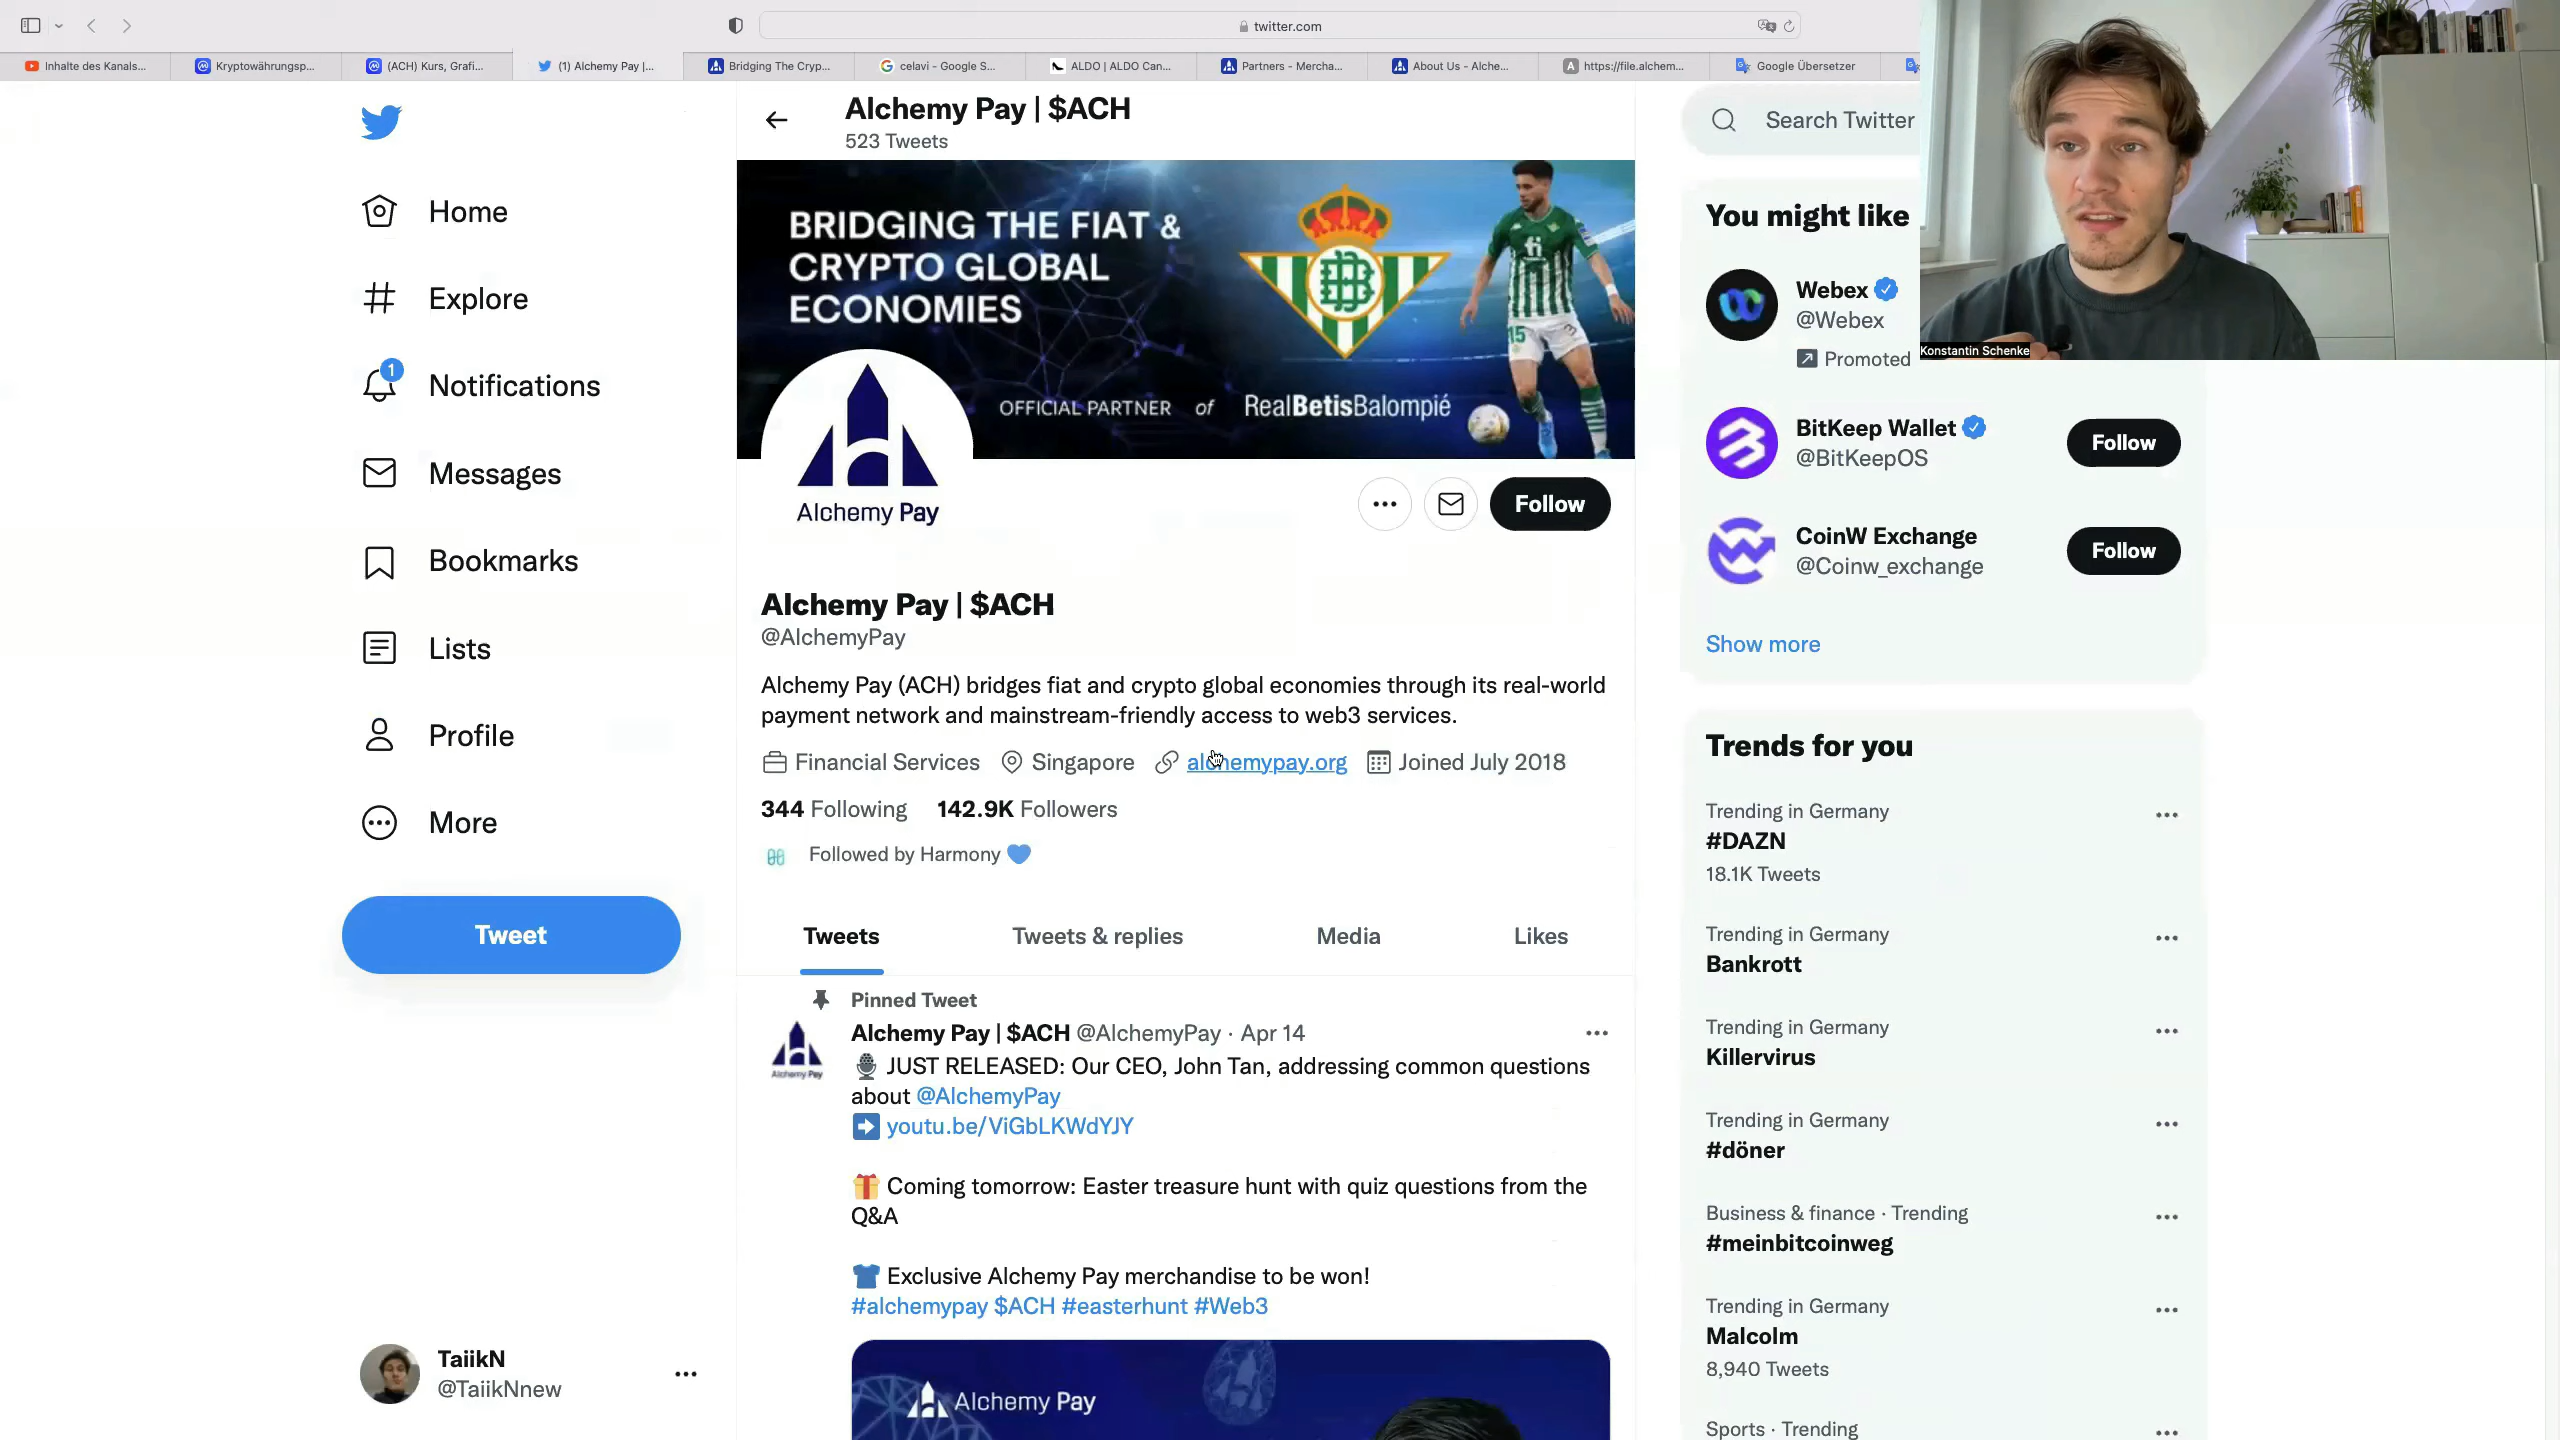 twitter.com
Inhalte des Kanals...
Kryptowährungsp...
(ACH) Kurs, Grafi...
(1) Alchemy Pay |...
Bridging The Cryp...
celavi - Google S...
ALDO | ALDO Can...
Partners - Mercha...
About Us - Alche...
https://file.alchem...
Google Übersetzer
Home
Explore
1
Notifications
Messages
Bookmarks
Lists
Profile
More
Tweet
TaiikN
@TaiikNnew
Alchemy Pay | $ACH
523 Tweets
BRIDGING THE FIAT &
CRYPTO GLOBAL
ECONOMIES
OFFICIAL PARTNER of RealBetisBalompié
15
Alchemy Pay
Follow
Alchemy Pay | $ACH
@AlchemyPay
Alchemy Pay (ACH) bridges fiat and crypto global economies through its real-world
payment network and mainstream-friendly access to web3 services.
Financial Services Singapore alchemypay.org Joined July 2018
344 Following 142.9K Followers
Followed by Harmony 💙
Tweets Tweets & replies Media Likes
Pinned Tweet
Alchemy Pay | $ACH @AlchemyPay · Apr 14
🎙️ JUST RELEASED: Our CEO, John Tan, addressing common questions
about @AlchemyPay
➡️ youtu.be/ViGbLKWdYJY
🎁 Coming tomorrow: Easter treasure hunt with quiz questions from the
Q&A
👕 Exclusive Alchemy Pay merchandise to be won!
#alchemypay $ACH #easterhunt #Web3
Alchemy Pay
Search Twitter
You might like
Webex
@Webex
Promoted
BitKeep Wallet
@BitKeepOS
Follow
CoinW Exchange
@Coinw_exchange
Follow
Show more
Trends for you
Trending in Germany
#DAZN
18.1K Tweets
Trending in Germany
Bankrott
Trending in Germany
Killervirus
Trending in Germany
#döner
Business & finance · Trending
#meinbitcoinweg
Trending in Germany
Malcolm
8,940 Tweets
Sports · Trending
Konstantin Schenke